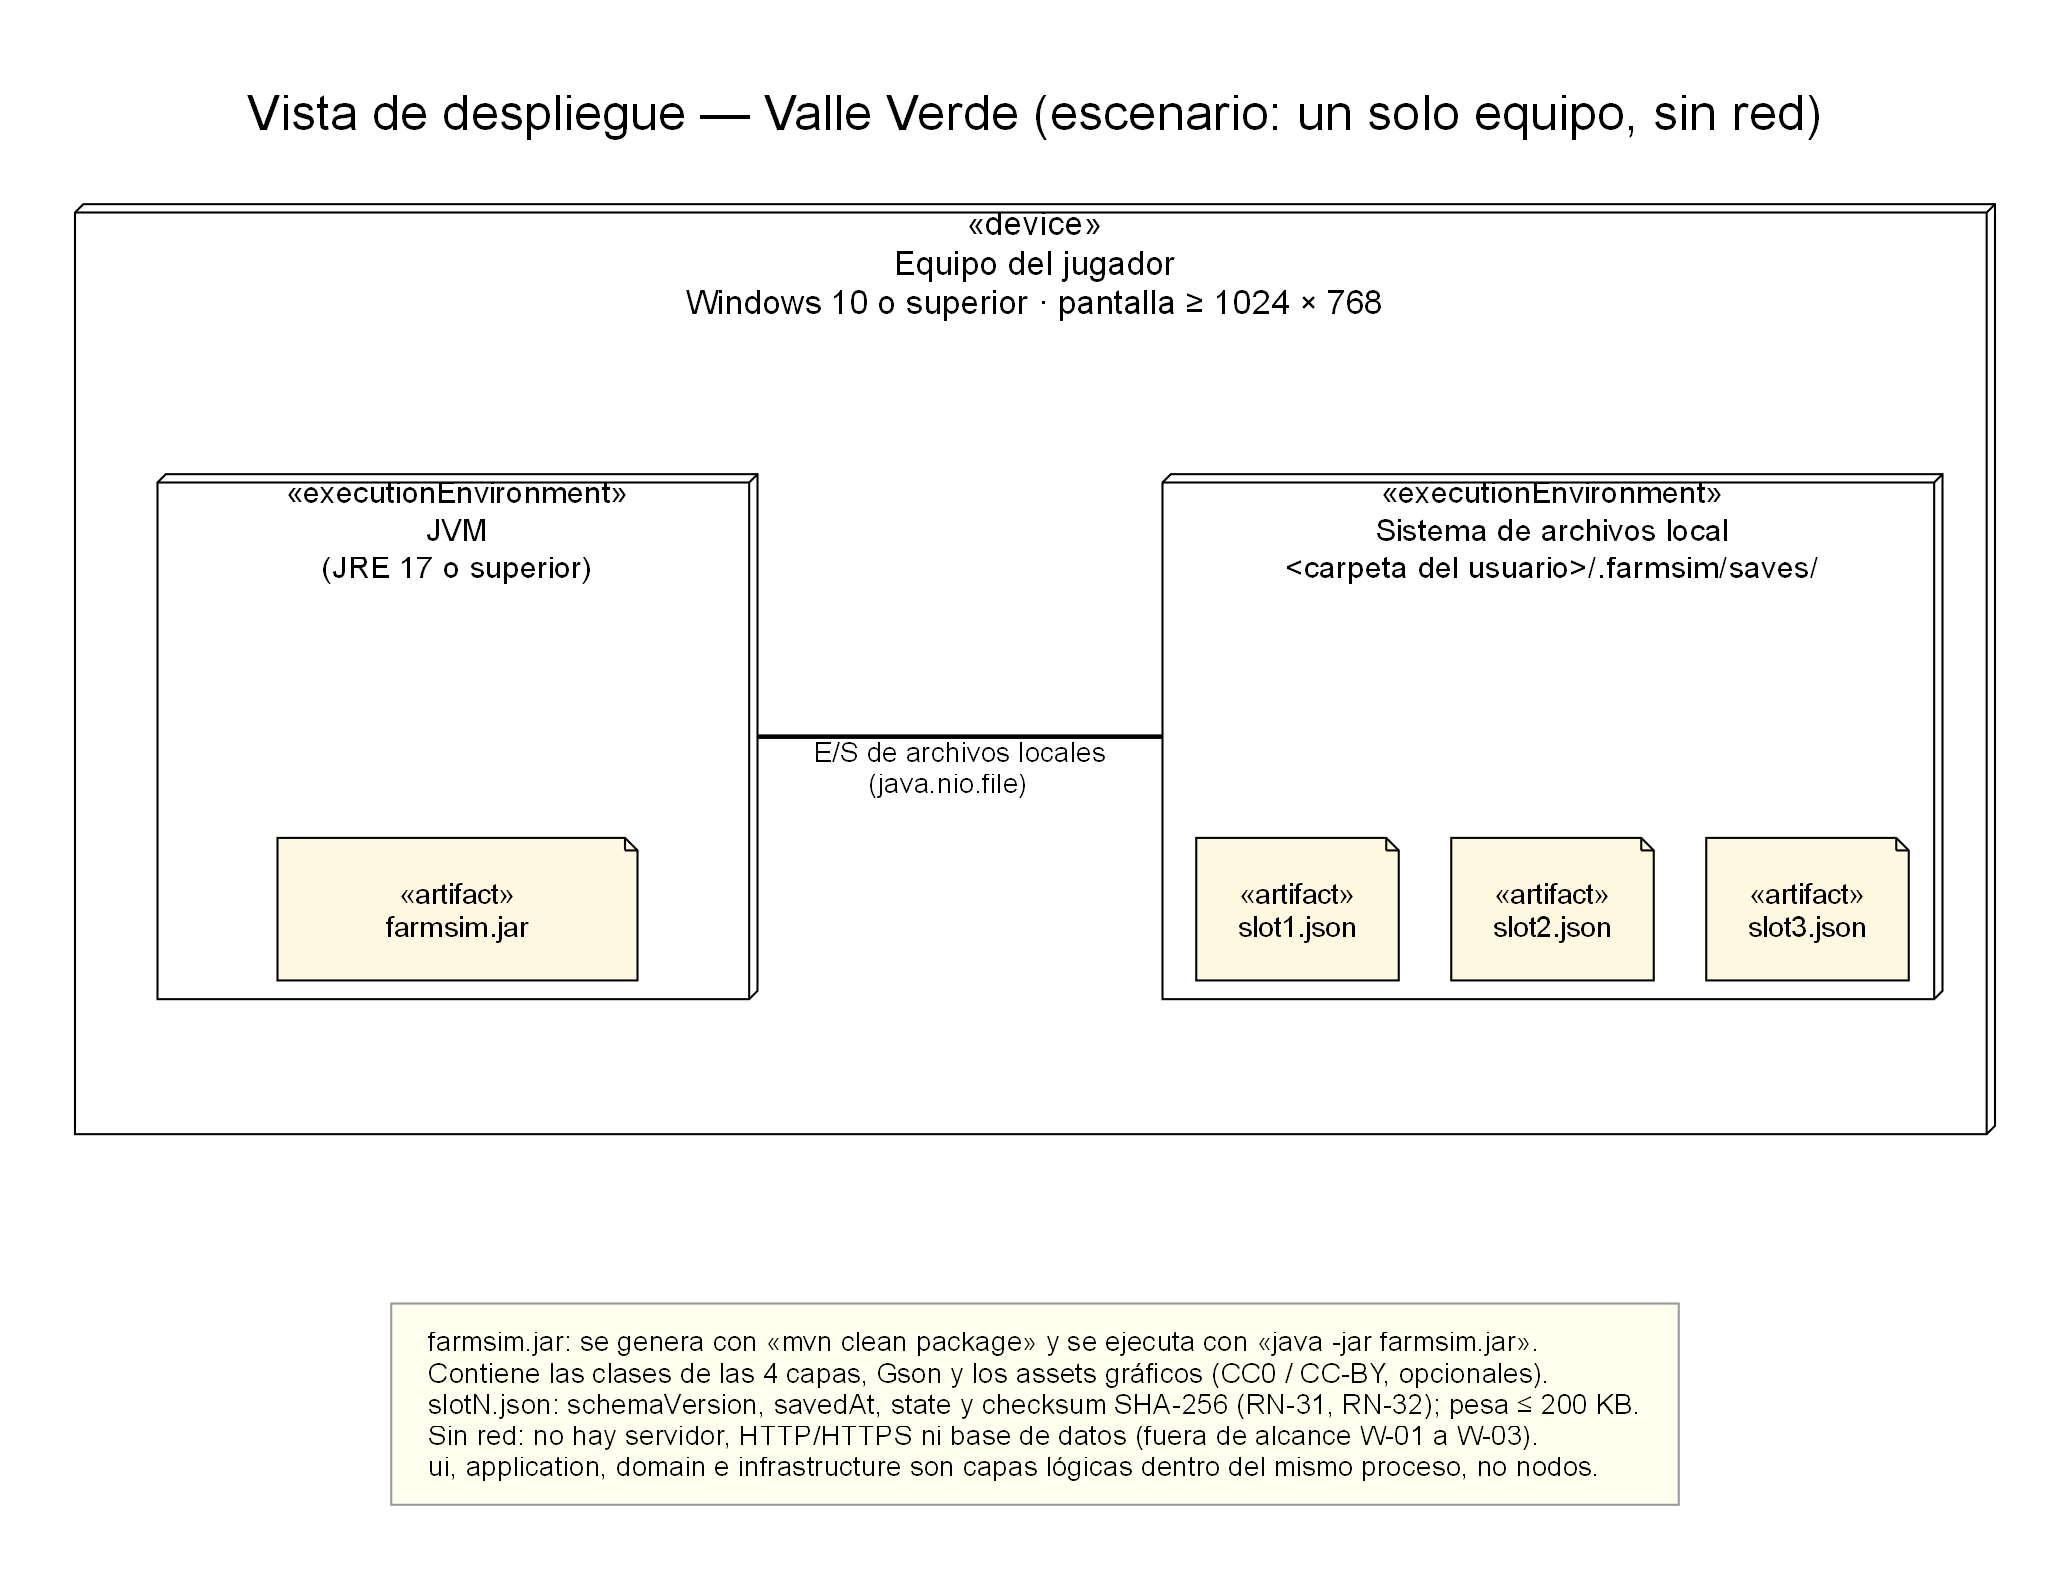 Vista de despliegue — Valle Verde (escenario: un solo equipo, sin red)
«device»
Equipo del jugador
Windows 10 o superior · pantalla ≥ 1024 × 768
«executionEnvironment»
JVM
(JRE 17 o superior)
«executionEnvironment»
Sistema de archivos local
<carpeta del usuario>/.farmsim/saves/
E/S de archivos locales
(java.nio.file)
«artifact»
farmsim.jar
«artifact»
slot1.json
«artifact»
slot2.json
«artifact»
slot3.json
farmsim.jar: se genera con «mvn clean package» y se ejecuta con «java -jar farmsim.jar».
Contiene las clases de las 4 capas, Gson y los assets gráficos (CC0 / CC-BY, opcionales).
slotN.json: schemaVersion, savedAt, state y checksum SHA-256 (RN-31, RN-32); pesa ≤ 200 KB.
Sin red: no hay servidor, HTTP/HTTPS ni base de datos (fuera de alcance W-01 a W-03).
ui, application, domain e infrastructure son capas lógicas dentro del mismo proceso, no nodos.